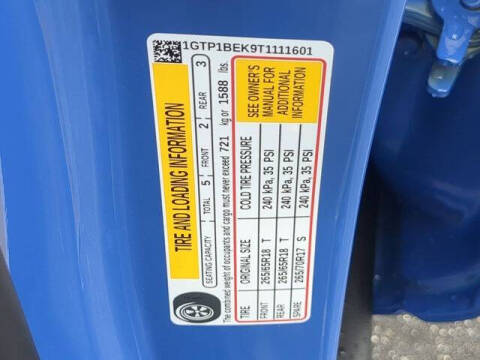 1GTP1BEK9T1111601
TIRE AND LOADING INFORMATION
SEATING CAPACITY TOTAL 5 FRONT 2 REAR 3
The combined weight of occupants and cargo must never exceed 721 kg or 1588 lbs.
TIRE ORIGINAL SIZE COLD TIRE PRESSURE SEE OWNER'S
MANUAL FOR
ADDITIONAL
INFORMATION
FRONT 265/65R18 T 240 kPa, 35 PSI
REAR 265/65R18 T 240 kPa, 35 PSI
SPARE 265/70R17 S 240 kPa, 35 PSI